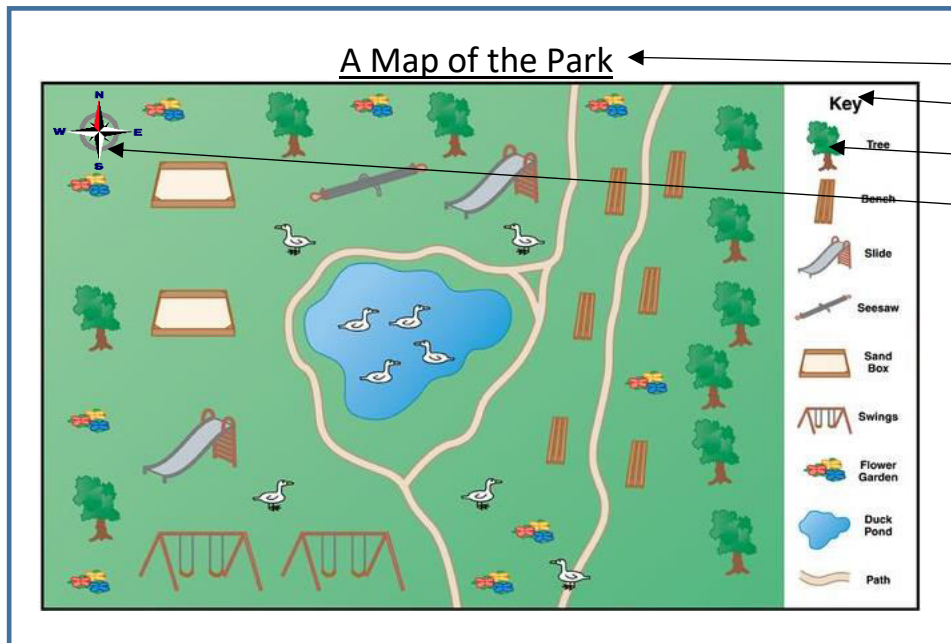 A Map of the Park
N
W E
S
Key
Tree
Bench
Slide
Seesaw
Sand
Box
Swings
Flower
Garden
Duck
Pond
Path